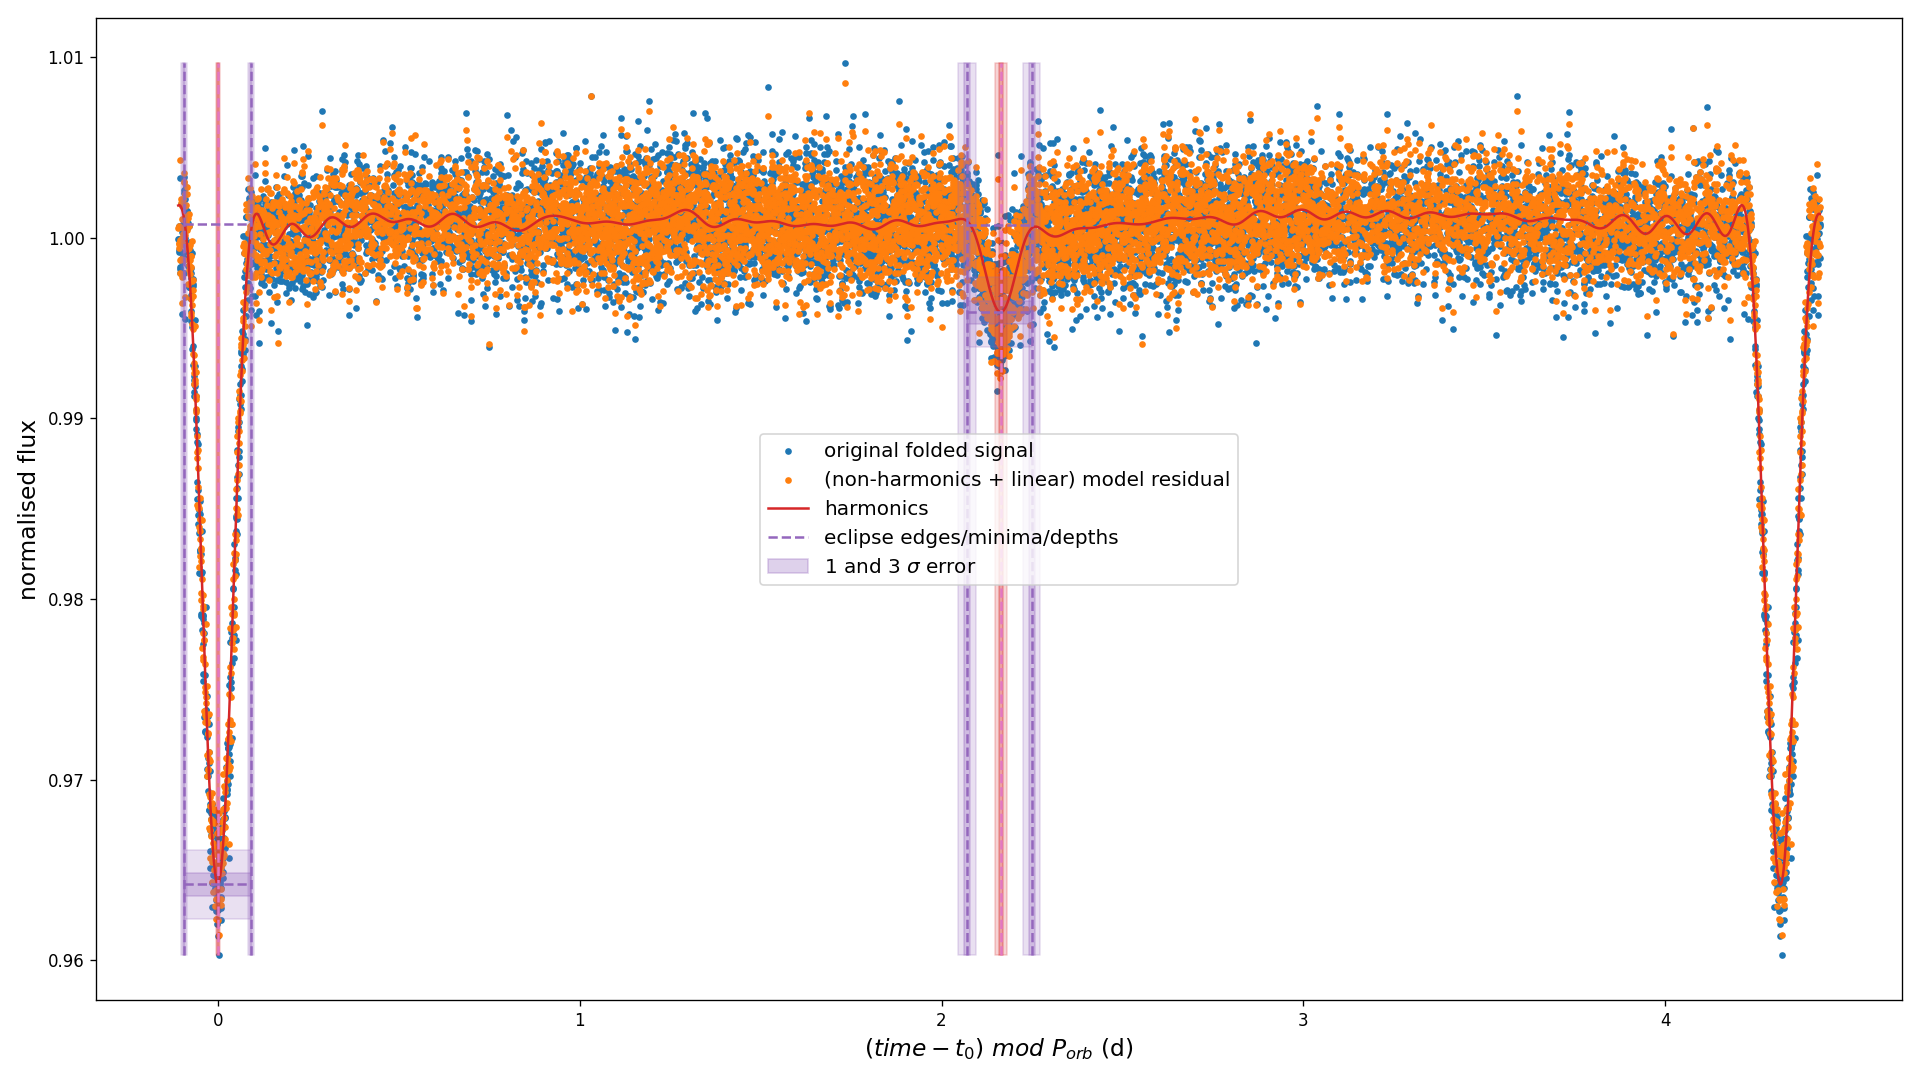 1.01
1.00
0.99
0.98
0.97
0.96
normalised flux
original folded signal
(non-harmonics + linear) model residual
harmonics
eclipse edges/minima/depths
1 and 3 σ error
0 1 2 3 4
(time − t₀) mod Pₒᵣb (d)